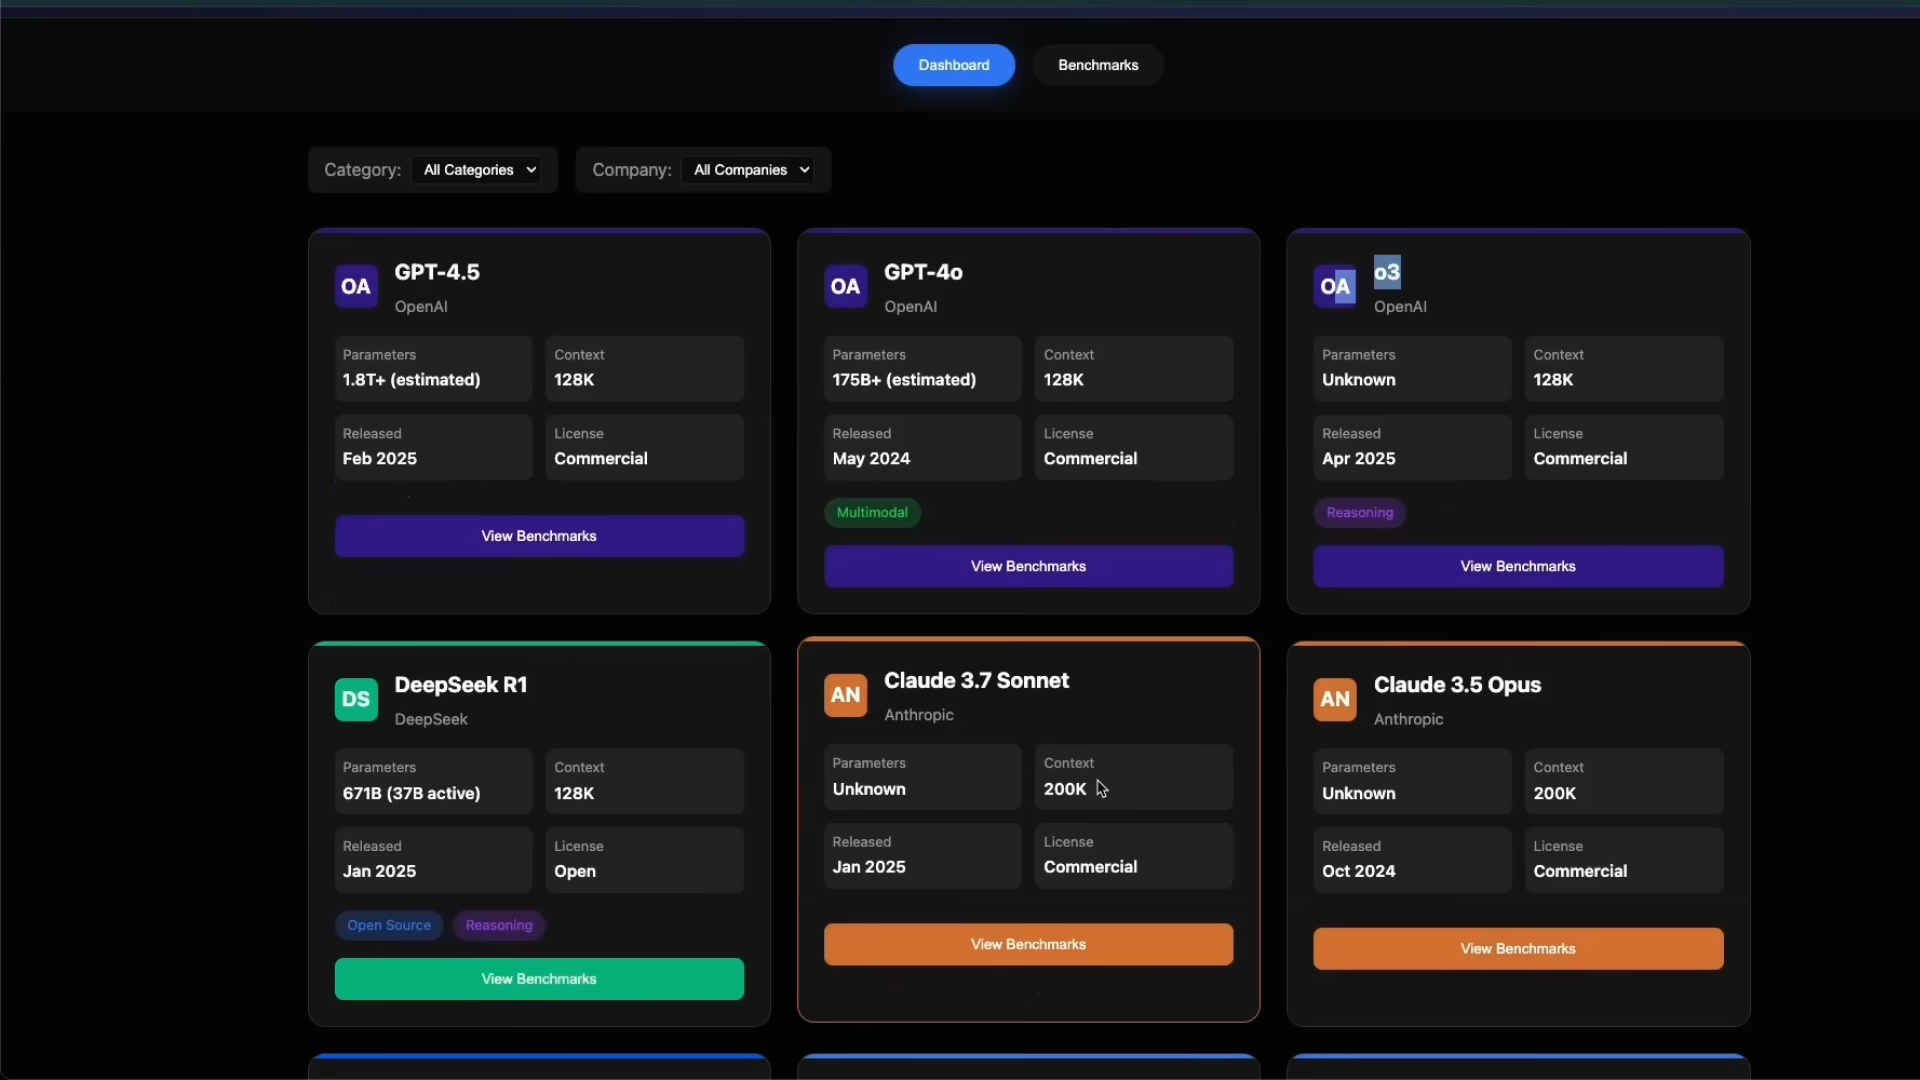 Dashboard
Benchmarks
Category: All Categories
Company: All Companies
OA
GPT-4.5
OpenAI
Parameters
1.8T+ (estimated)
Context
128K
Released
Feb 2025
License
Commercial
View Benchmarks
OA
GPT-4o
OpenAI
Parameters
175B+ (estimated)
Context
128K
Released
May 2024
License
Commercial
Multimodal
View Benchmarks
OA
o3
OpenAI
Parameters
Unknown
Context
128K
Released
Apr 2025
License
Commercial
Reasoning
View Benchmarks
DS
DeepSeek R1
DeepSeek
Parameters
671B (37B active)
Context
128K
Released
Jan 2025
License
Open
Open Source
Reasoning
View Benchmarks
AN
Claude 3.7 Sonnet
Anthropic
Parameters
Unknown
Context
200K
Released
Jan 2025
License
Commercial
View Benchmarks
AN
Claude 3.5 Opus
Anthropic
Parameters
Unknown
Context
200K
Released
Oct 2024
License
Commercial
View Benchmarks